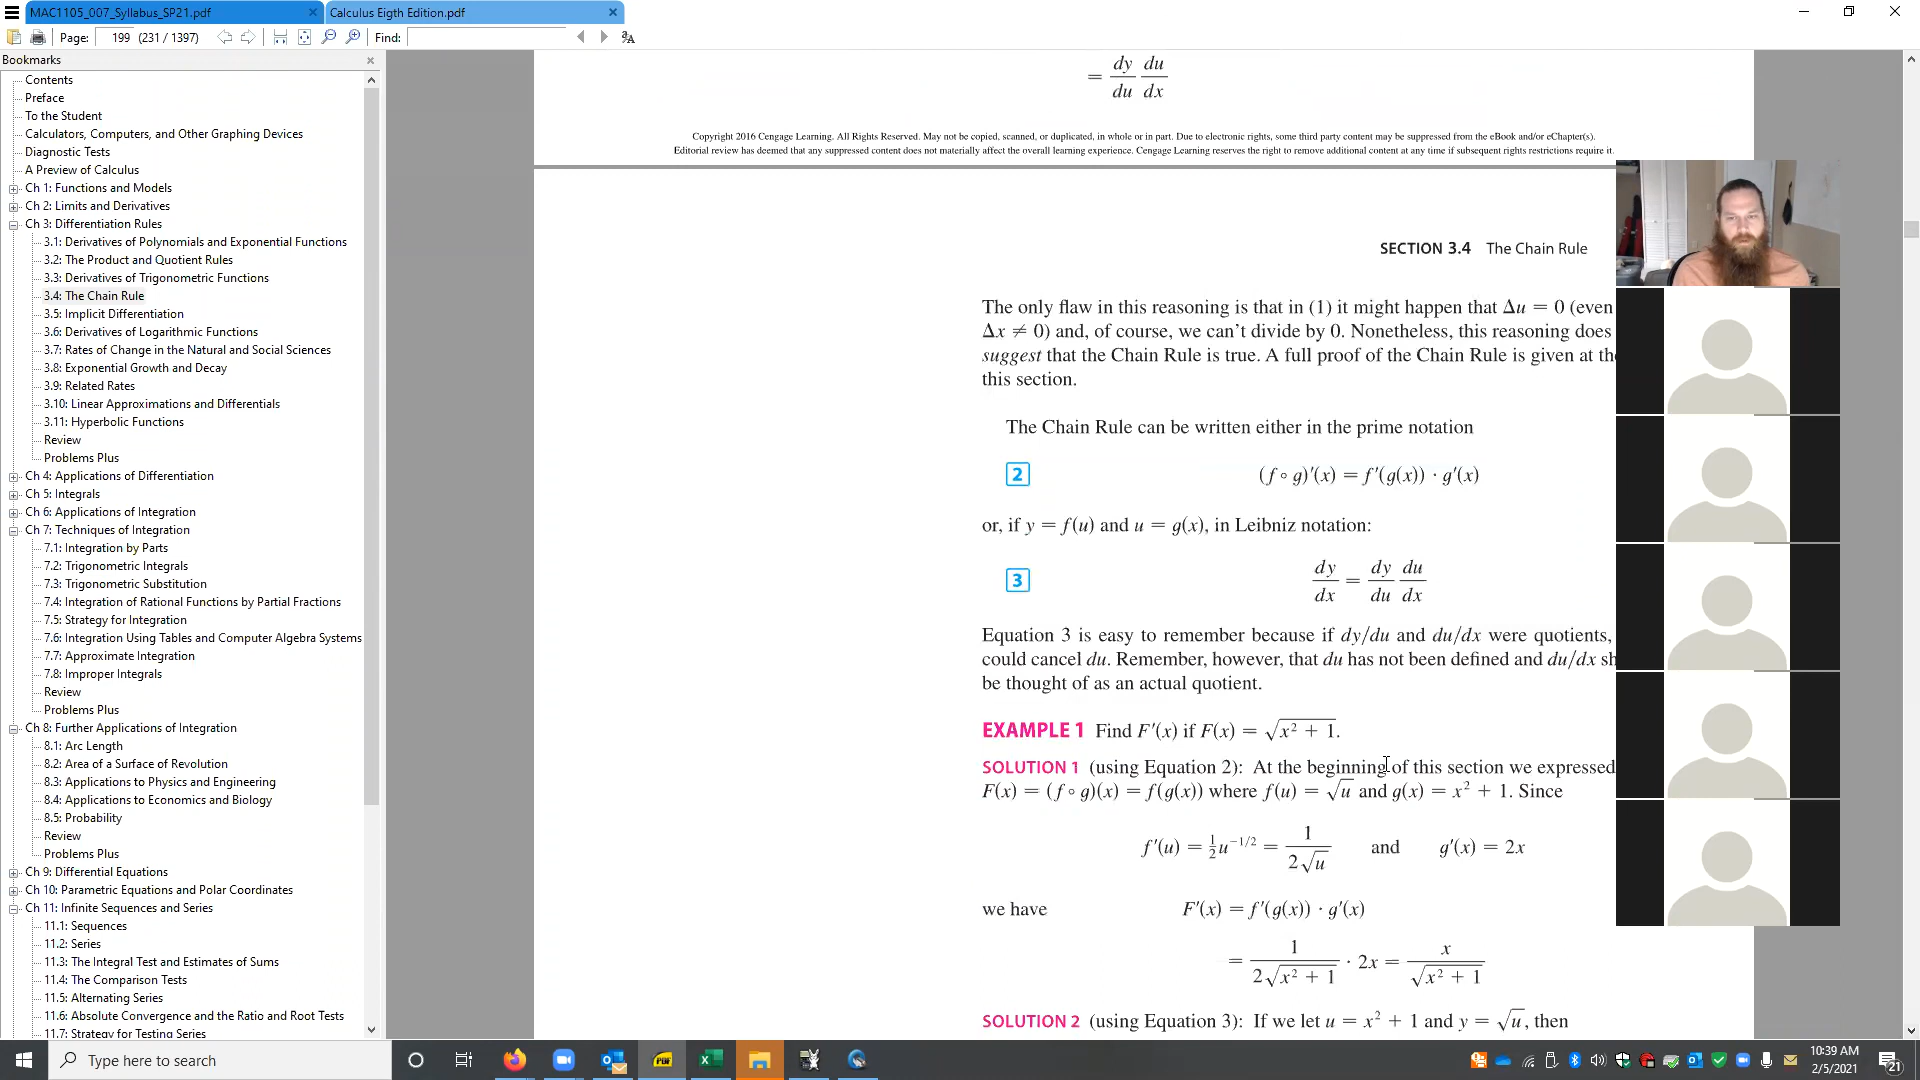 MAC1105_007_Syllabus_SP21.pdf
Calculus Eigth Edition.pdf
Page: 199 (231 / 1397)
Find:
Bookmarks
Contents
Preface
To the Student
Calculators, Computers, and Other Graphing Devices
Diagnostic Tests
A Preview of Calculus
Ch 1: Functions and Models
Ch 2: Limits and Derivatives
Ch 3: Differentiation Rules
3.1: Derivatives of Polynomials and Exponential Functions
3.2: The Product and Quotient Rules
3.3: Derivatives of Trigonometric Functions
3.4: The Chain Rule
3.5: Implicit Differentiation
3.6: Derivatives of Logarithmic Functions
3.7: Rates of Change in the Natural and Social Sciences
3.8: Exponential Growth and Decay
3.9: Related Rates
3.10: Linear Approximations and Differentials
3.11: Hyperbolic Functions
Review
Problems Plus
Ch 4: Applications of Differentiation
Ch 5: Integrals
Ch 6: Applications of Integration
Ch 7: Techniques of Integration
7.1: Integration by Parts
7.2: Trigonometric Integrals
7.3: Trigonometric Substitution
7.4: Integration of Rational Functions by Partial Fractions
7.5: Strategy for Integration
7.6: Integration Using Tables and Computer Algebra Systems
7.7: Approximate Integration
7.8: Improper Integrals
Review
Problems Plus
Ch 8: Further Applications of Integration
8.1: Arc Length
8.2: Area of a Surface of Revolution
8.3: Applications to Physics and Engineering
8.4: Applications to Economics and Biology
8.5: Probability
Review
Problems Plus
Ch 9: Differential Equations
Ch 10: Parametric Equations and Polar Coordinates
Ch 11: Infinite Sequences and Series
11.1: Sequences
11.2: Series
11.3: The Integral Test and Estimates of Sums
11.4: The Comparison Tests
11.5: Alternating Series
11.6: Absolute Convergence and the Ratio and Root Tests
11.7: Strategy for Testing Series
= dy/du du/dx
Copyright 2016 Cengage Learning. All Rights Reserved. May not be copied, scanned, or duplicated, in whole or in part. Due to electronic rights, some third party content may be suppressed from the eBook and/or eChapter(s).
Editorial review has deemed that any suppressed content does not materially affect the overall learning experience. Cengage Learning reserves the right to remove additional content at any time if subsequent rights restrictions require it.
SECTION 3.4 The Chain Rule
The only flaw in this reasoning is that in (1) it might happen that Δu = 0 (even
Δx ≠ 0) and, of course, we can't divide by 0. Nonetheless, this reasoning does
suggest that the Chain Rule is true. A full proof of the Chain Rule is given at the
this section.
The Chain Rule can be written either in the prime notation
2 (f ∘ g)′(x) = f′(g(x)) · g′(x)
or, if y = f(u) and u = g(x), in Leibniz notation:
3 dy/dx = dy/du du/dx
Equation 3 is easy to remember because if dy/du and du/dx were quotients,
could cancel du. Remember, however, that du has not been defined and du/dx sh
be thought of as an actual quotient.
EXAMPLE 1 Find F′(x) if F(x) = √(x² + 1).
SOLUTION 1 (using Equation 2): At the beginning of this section we expressed
F(x) = (f ∘ g)(x) = f(g(x)) where f(u) = √u and g(x) = x² + 1. Since
f′(u) = ½u^(−1/2) = 1/(2√u) and g′(x) = 2x
we have F′(x) = f′(g(x)) · g′(x)
= 1/(2√(x² + 1)) · 2x = x/√(x² + 1)
SOLUTION 2 (using Equation 3): If we let u = x² + 1 and y = √u, then
Type here to search
PDF
10:39 AM
2/5/2021
21